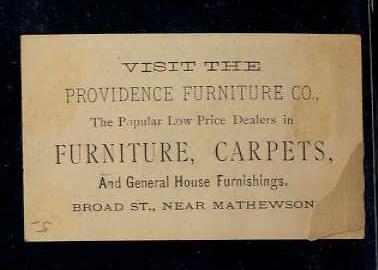 VISIT THE
PROVIDENCE FURNITURE CO.,
The Popular Low Price Dealers in
FURNITURE, CARPETS,
And General House Furnishings.
BROAD ST., NEAR MATHEWSON